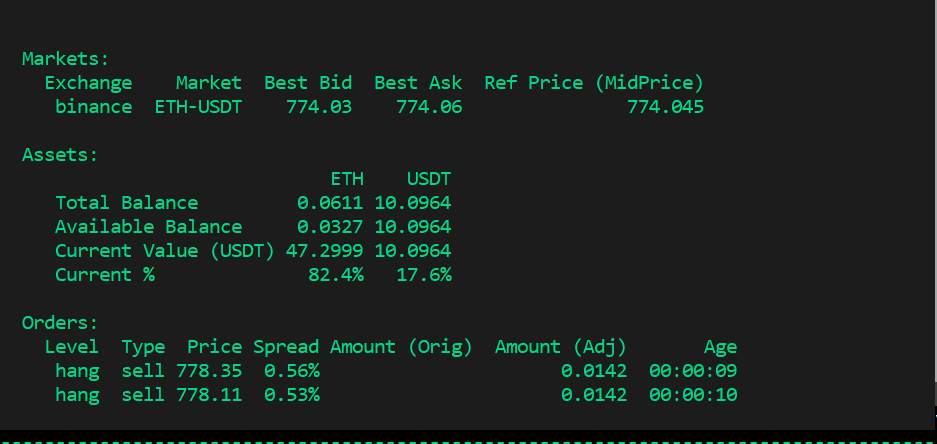 Markets:
Exchange Market Best Bid Best Ask Ref Price (MidPrice)
binance ETH-USDT 774.03 774.06 774.045
Assets:
ETH USDT
Total Balance 0.0611 10.0964
Available Balance 0.0327 10.0964
Current Value (USDT) 47.2999 10.0964
Current % 82.4% 17.6%
Orders:
Level Type Price Spread Amount (Orig) Amount (Adj) Age
hang sell 778.35 0.56% 0.0142 00:00:09
hang sell 778.11 0.53% 0.0142 00:00:10